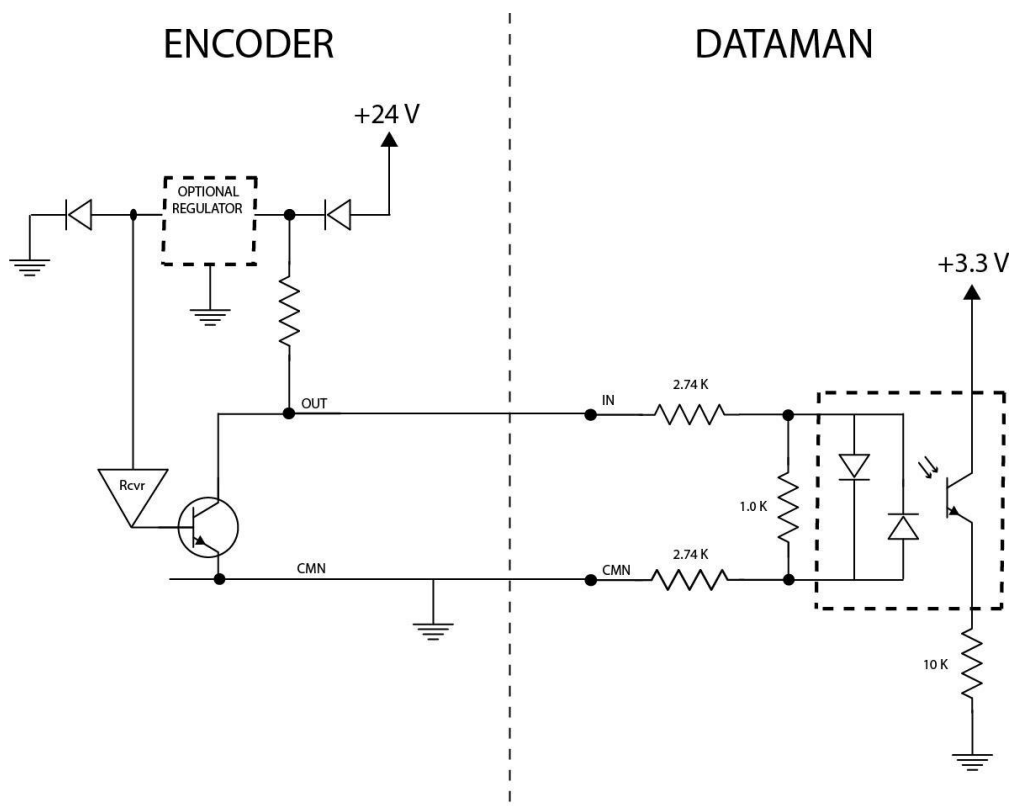 ENCODER
DATAMAN
+24 V
OPTIONAL
REGULATOR
+3.3 V
2.74 K
OUT
IN
Rcvr
1.0 K
2.74 K
CMN
CMN
10 K